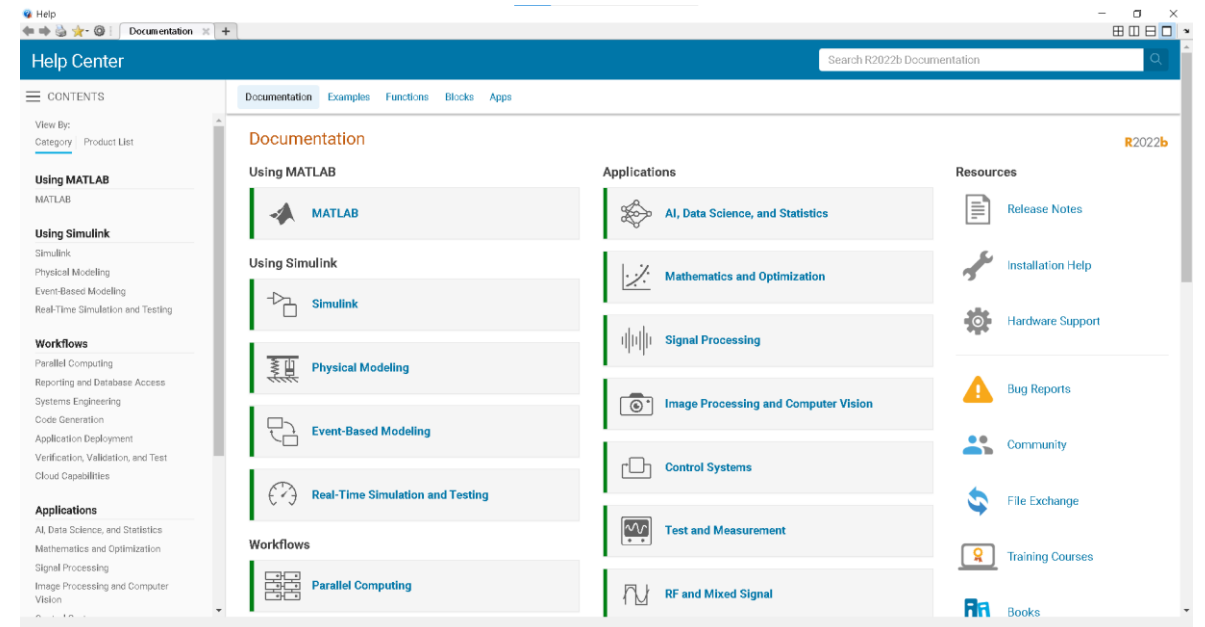 Help
Documentation
Help Center
Search R2022b Documentation
CONTENTS
Documentation Examples Functions Blocks Apps
View By:
Category Product List
Using MATLAB
MATLAB
Using Simulink
Simulink
Physical Modeling
Event-Based Modeling
Real-Time Simulation and Testing
Workflows
Parallel Computing
Reporting and Database Access
Systems Engineering
Code Generation
Application Deployment
Verification, Validation, and Test
Cloud Capabilities
Applications
AI, Data Science, and Statistics
Mathematics and Optimization
Signal Processing
Image Processing and Computer
Vision
Documentation
R2022b
Using MATLAB
MATLAB
Using Simulink
Simulink
Physical Modeling
Event-Based Modeling
Real-Time Simulation and Testing
Workflows
Parallel Computing
Applications
AI, Data Science, and Statistics
Mathematics and Optimization
Signal Processing
Image Processing and Computer Vision
Control Systems
Test and Measurement
RF and Mixed Signal
Resources
Release Notes
Installation Help
Hardware Support
Bug Reports
Community
File Exchange
Training Courses
Books